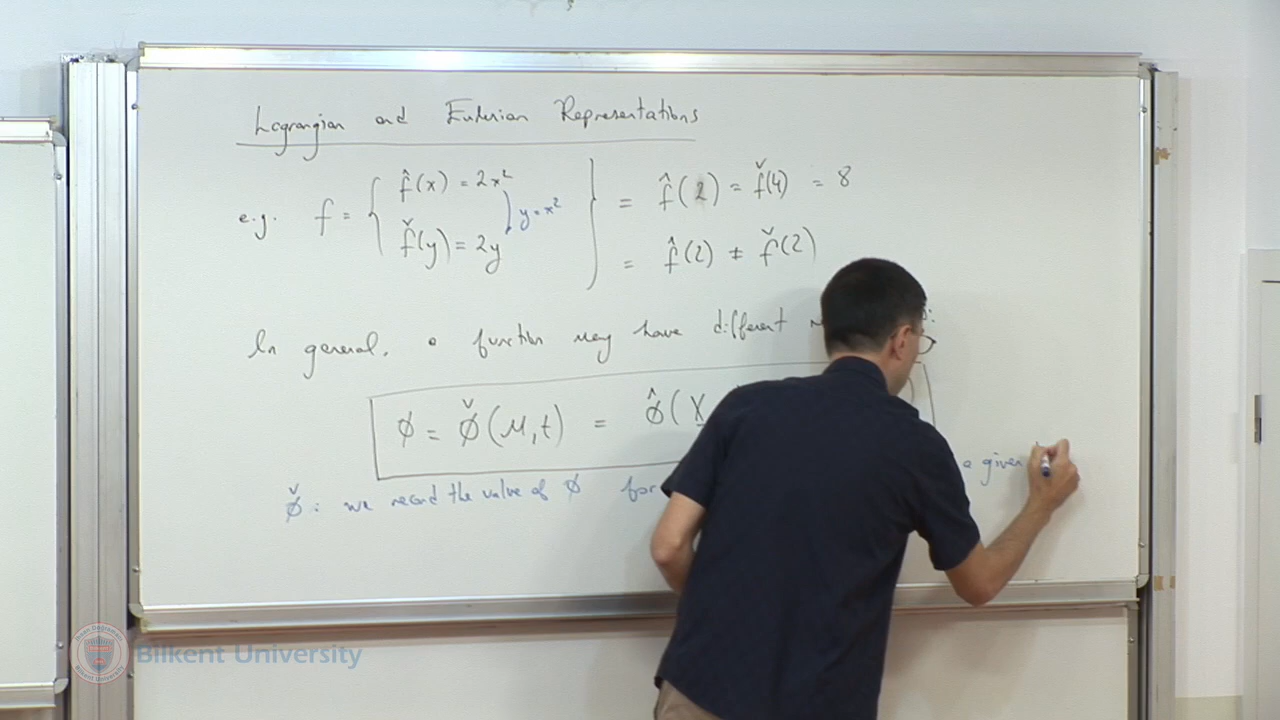 Lagrangian and Eulerian Representations
e.g. f = { f̂(x) = 2x² } = f̂(2) = f̌(4) = 8
f̌(y) = 2y ) y = x² = f̂(2) ≠ f̌(2)
In general, a function may have different
ϕ = ϕ̌(M,t) = ϕ̂(X
ϕ̌: we record the value of ϕ for a given
Bilkent University